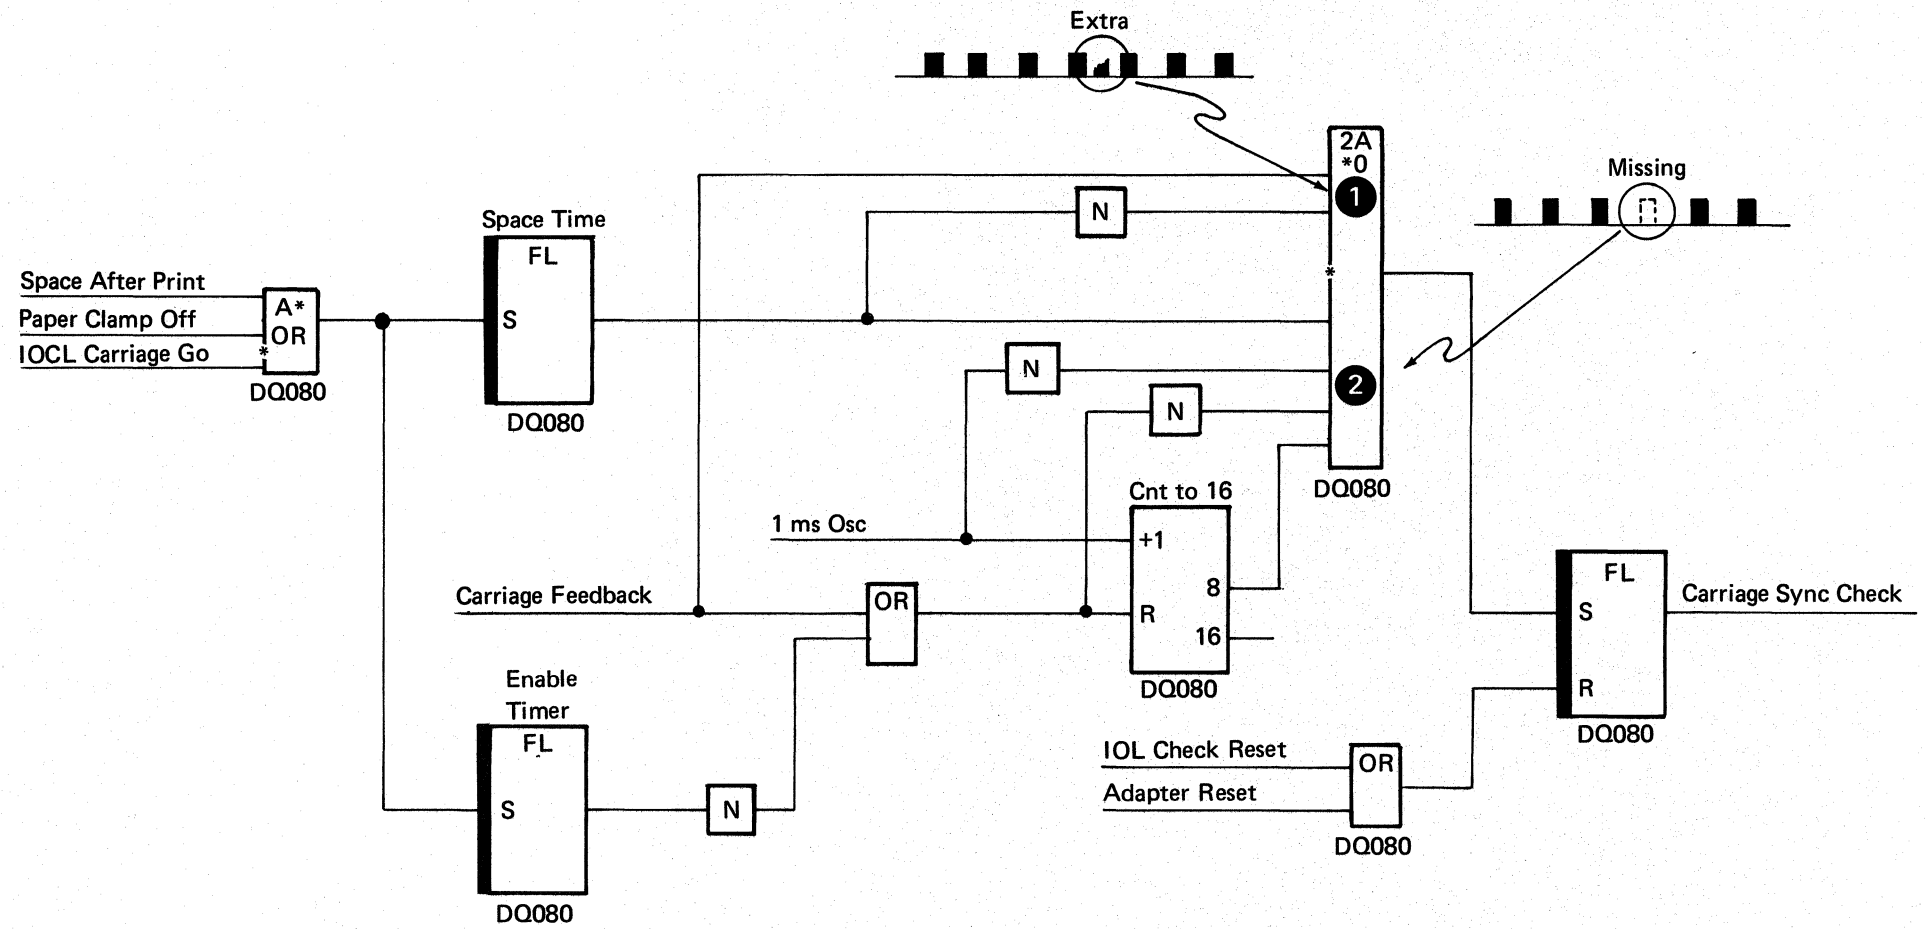 Extra
2A
*0
1
Missing
N
Space Time
FL
S
DQ080
*
Space After Print
Paper Clamp Off
IOCL Carriage Go
A*
OR
*
DQ080
N
2
N
DQ080
Cnt to 16
1 ms Osc
+1
8
R
16
DQ080
Carriage Feedback
OR
FL
S
R
DQ080
Carriage Sync Check
Enable
Timer
FL
S
DQ080
N
IOL Check Reset
Adapter Reset
OR
DQ080